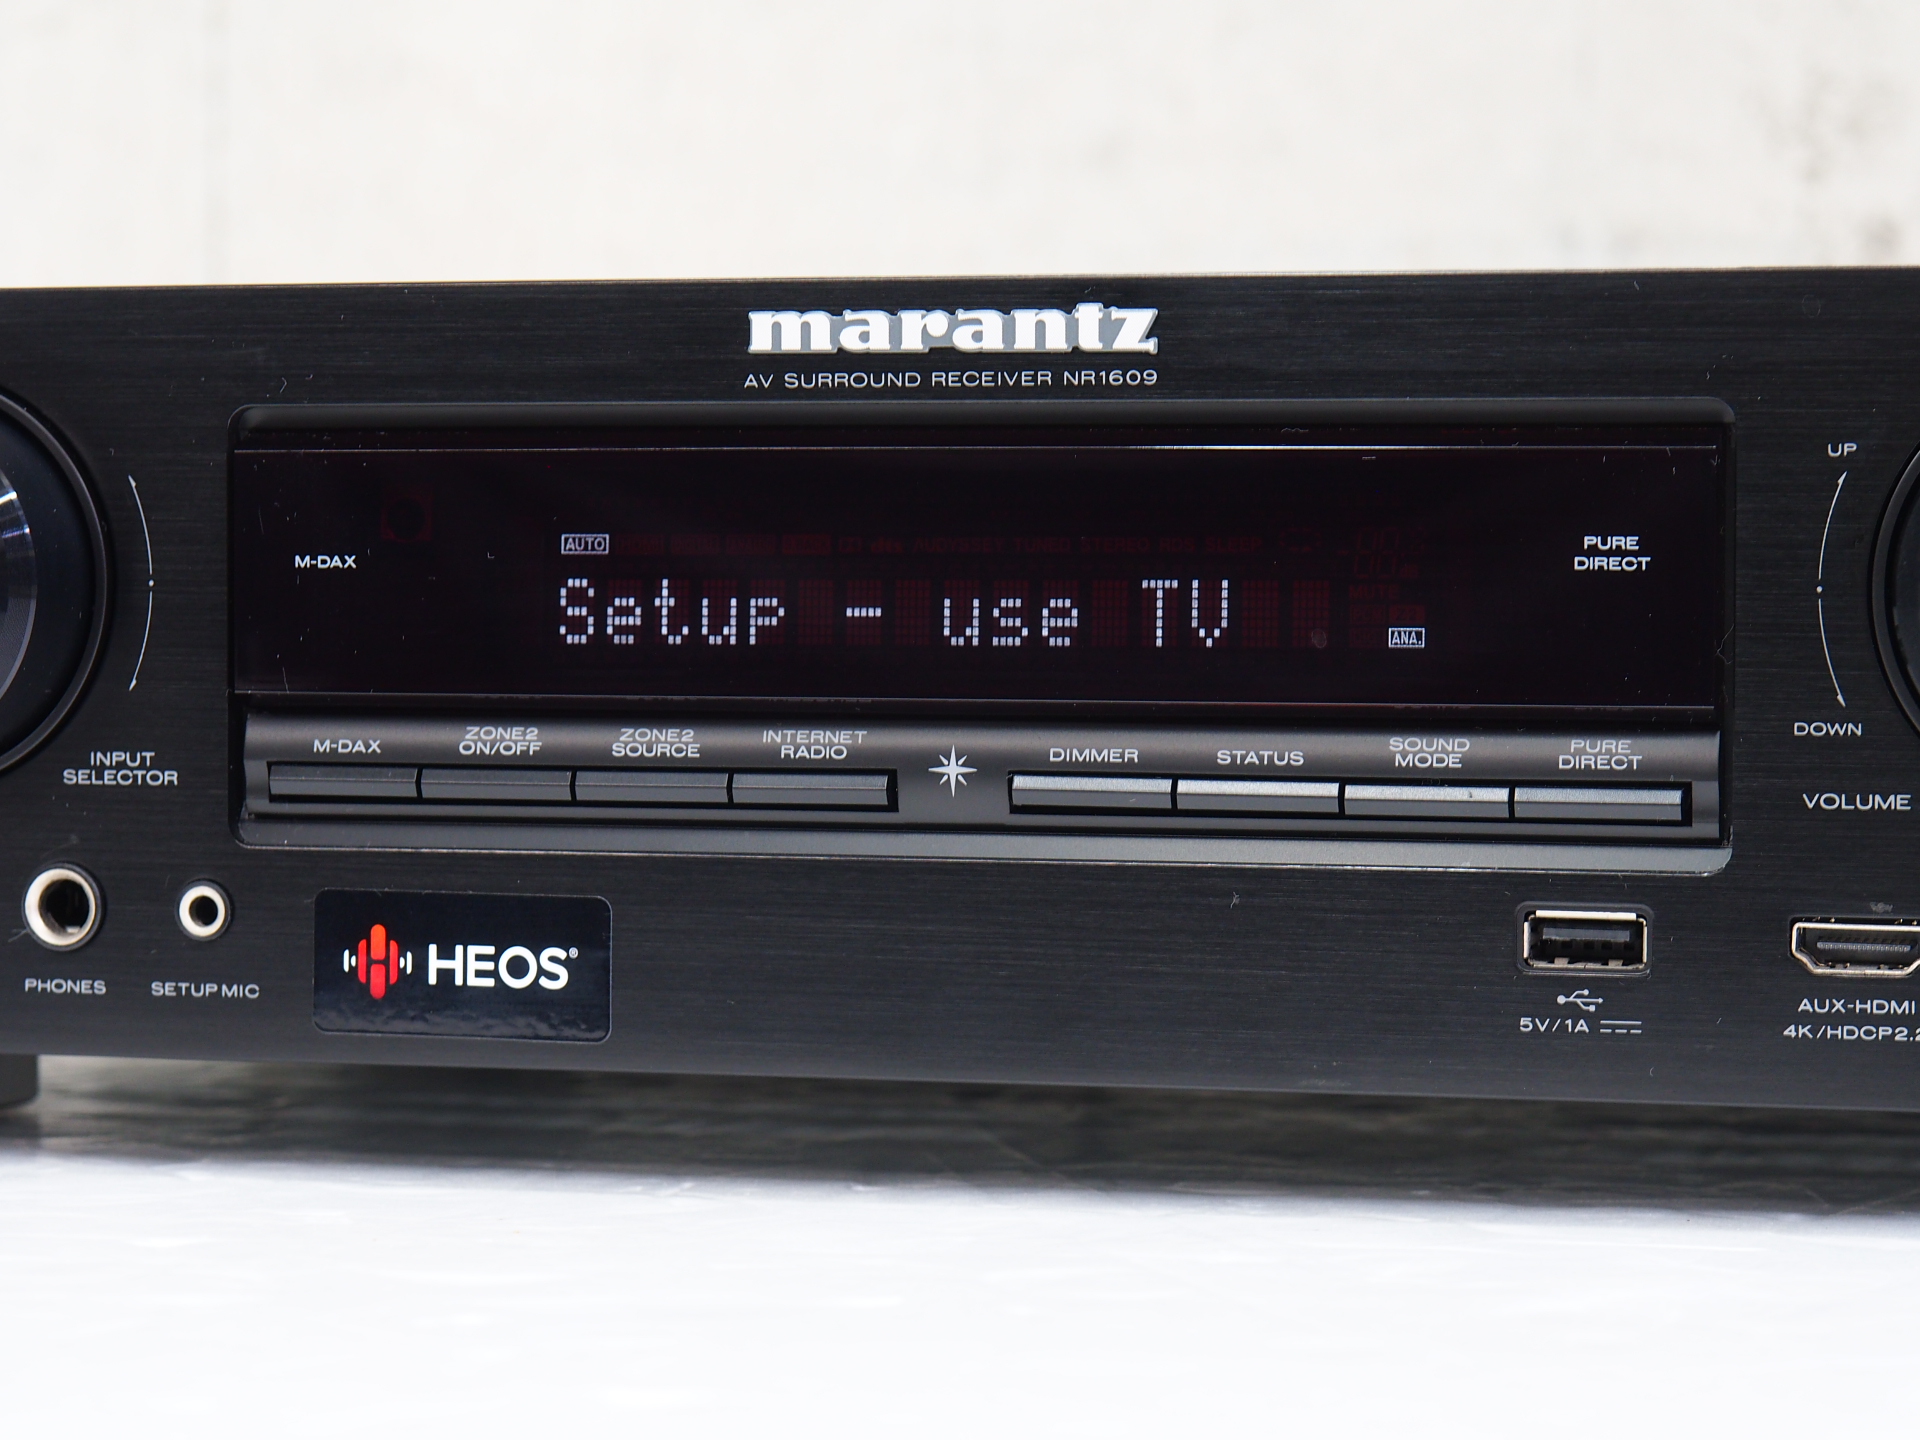 marantz
AV SURROUND RECEIVER NR1609
UP
AUTO
M-DAX
PURE
DIRECT
Setup - use TV
ANA.
DOWN
INPUT
SELECTOR
M-DAX
ZONE2
ON/OFF
ZONE2
SOURCE
INTERNET
RADIO
DIMMER
STATUS
SOUND
MODE
PURE
DIRECT
VOLUME
PHONES
SETUP MIC
HEOS®
5V/1A
AUX-HDMI
4K/HDCP2.2